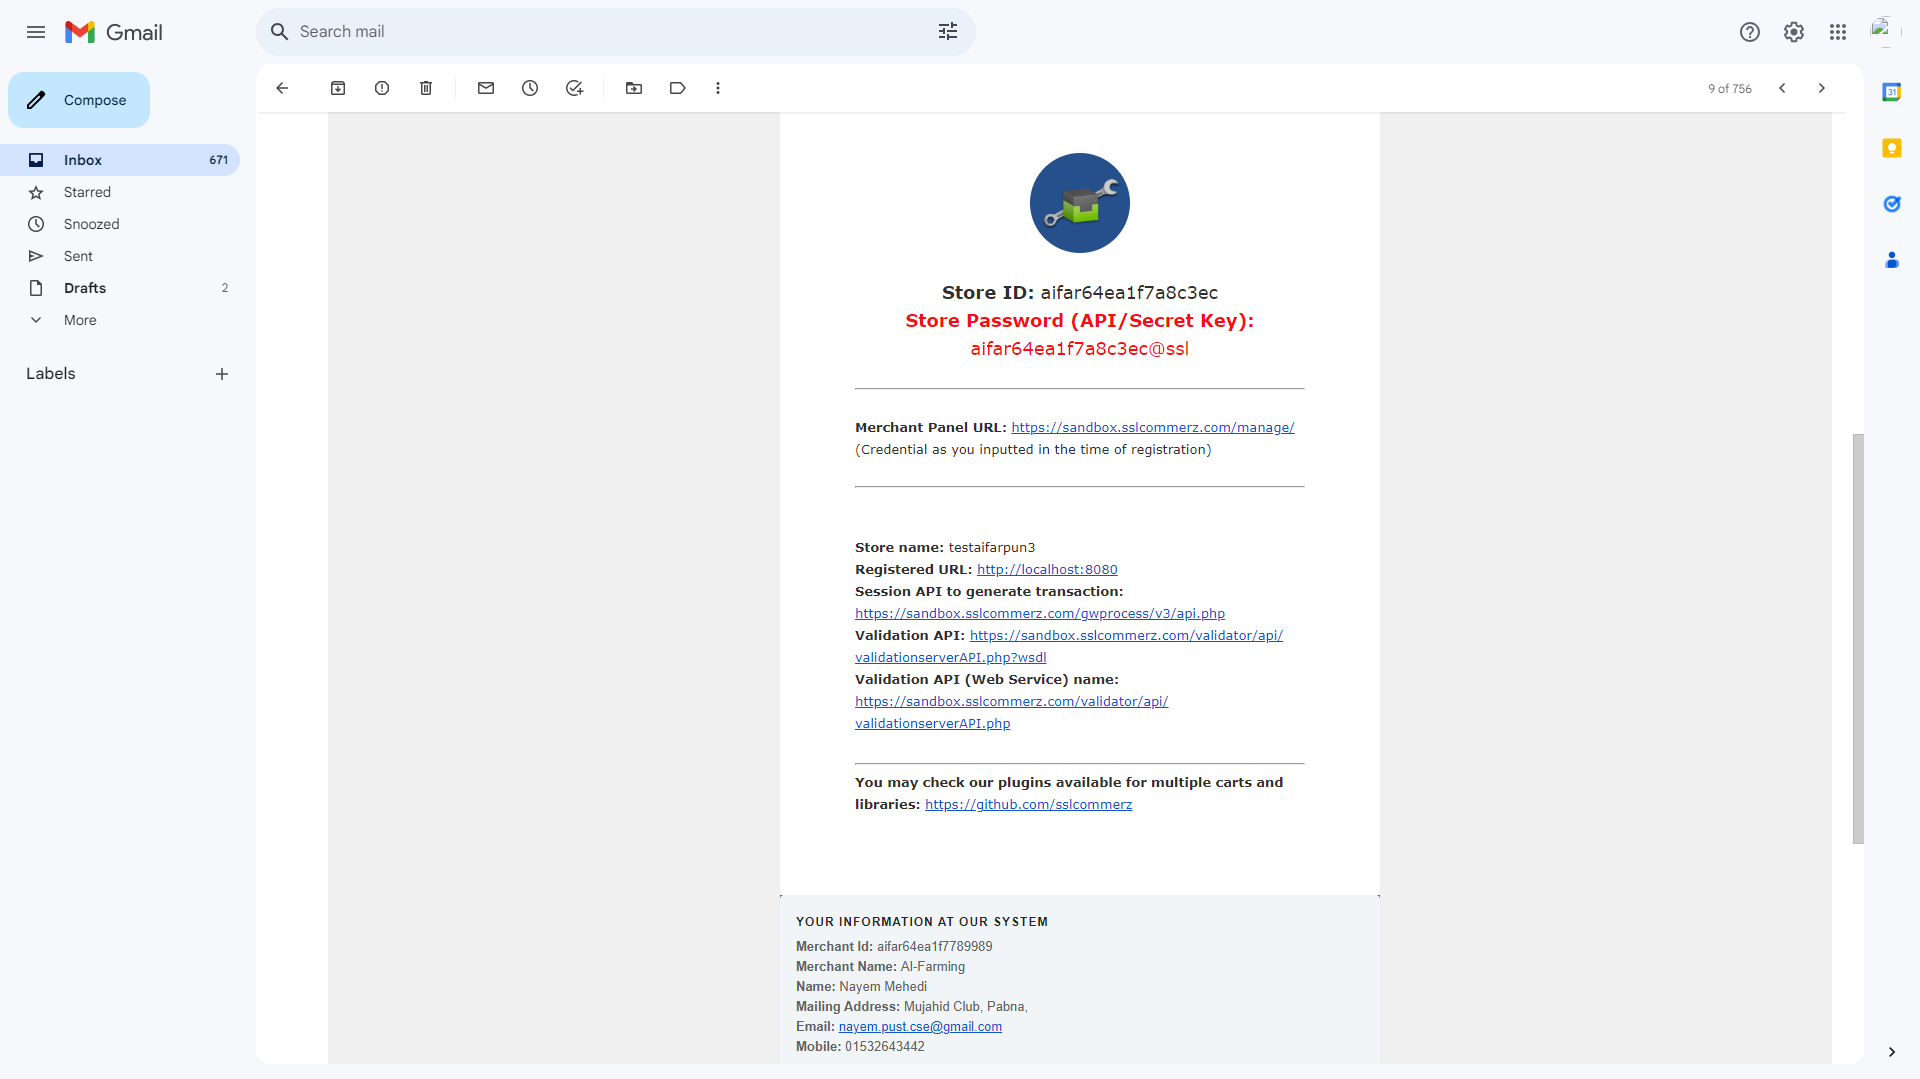 Gmail
Search mail
Compose
9 of 756
Inbox 671
Starred
Snoozed
Sent
Drafts 2
More
Labels
31
Store ID: aifar64ea1f7a8c3ec
Store Password (API/Secret Key):
aifar64ea1f7a8c3ec@ssl
Merchant Panel URL: https://sandbox.sslcommerz.com/manage/
(Credential as you inputted in the time of registration)
Store name: testaifarpun3
Registered URL: http://localhost:8080
Session API to generate transaction:
https://sandbox.sslcommerz.com/gwprocess/v3/api.php
Validation API: https://sandbox.sslcommerz.com/validator/api/
validationserverAPI.php?wsdl
Validation API (Web Service) name:
https://sandbox.sslcommerz.com/validator/api/
validationserverAPI.php
You may check our plugins available for multiple carts and
libraries: https://github.com/sslcommerz
YOUR INFORMATION AT OUR SYSTEM
Merchant Id: aifar64ea1f7789989
Merchant Name: AI-Farming
Name: Nayem Mehedi
Mailing Address: Mujahid Club, Pabna,
Email: nayem.pust.cse@gmail.com
Mobile: 01532643442